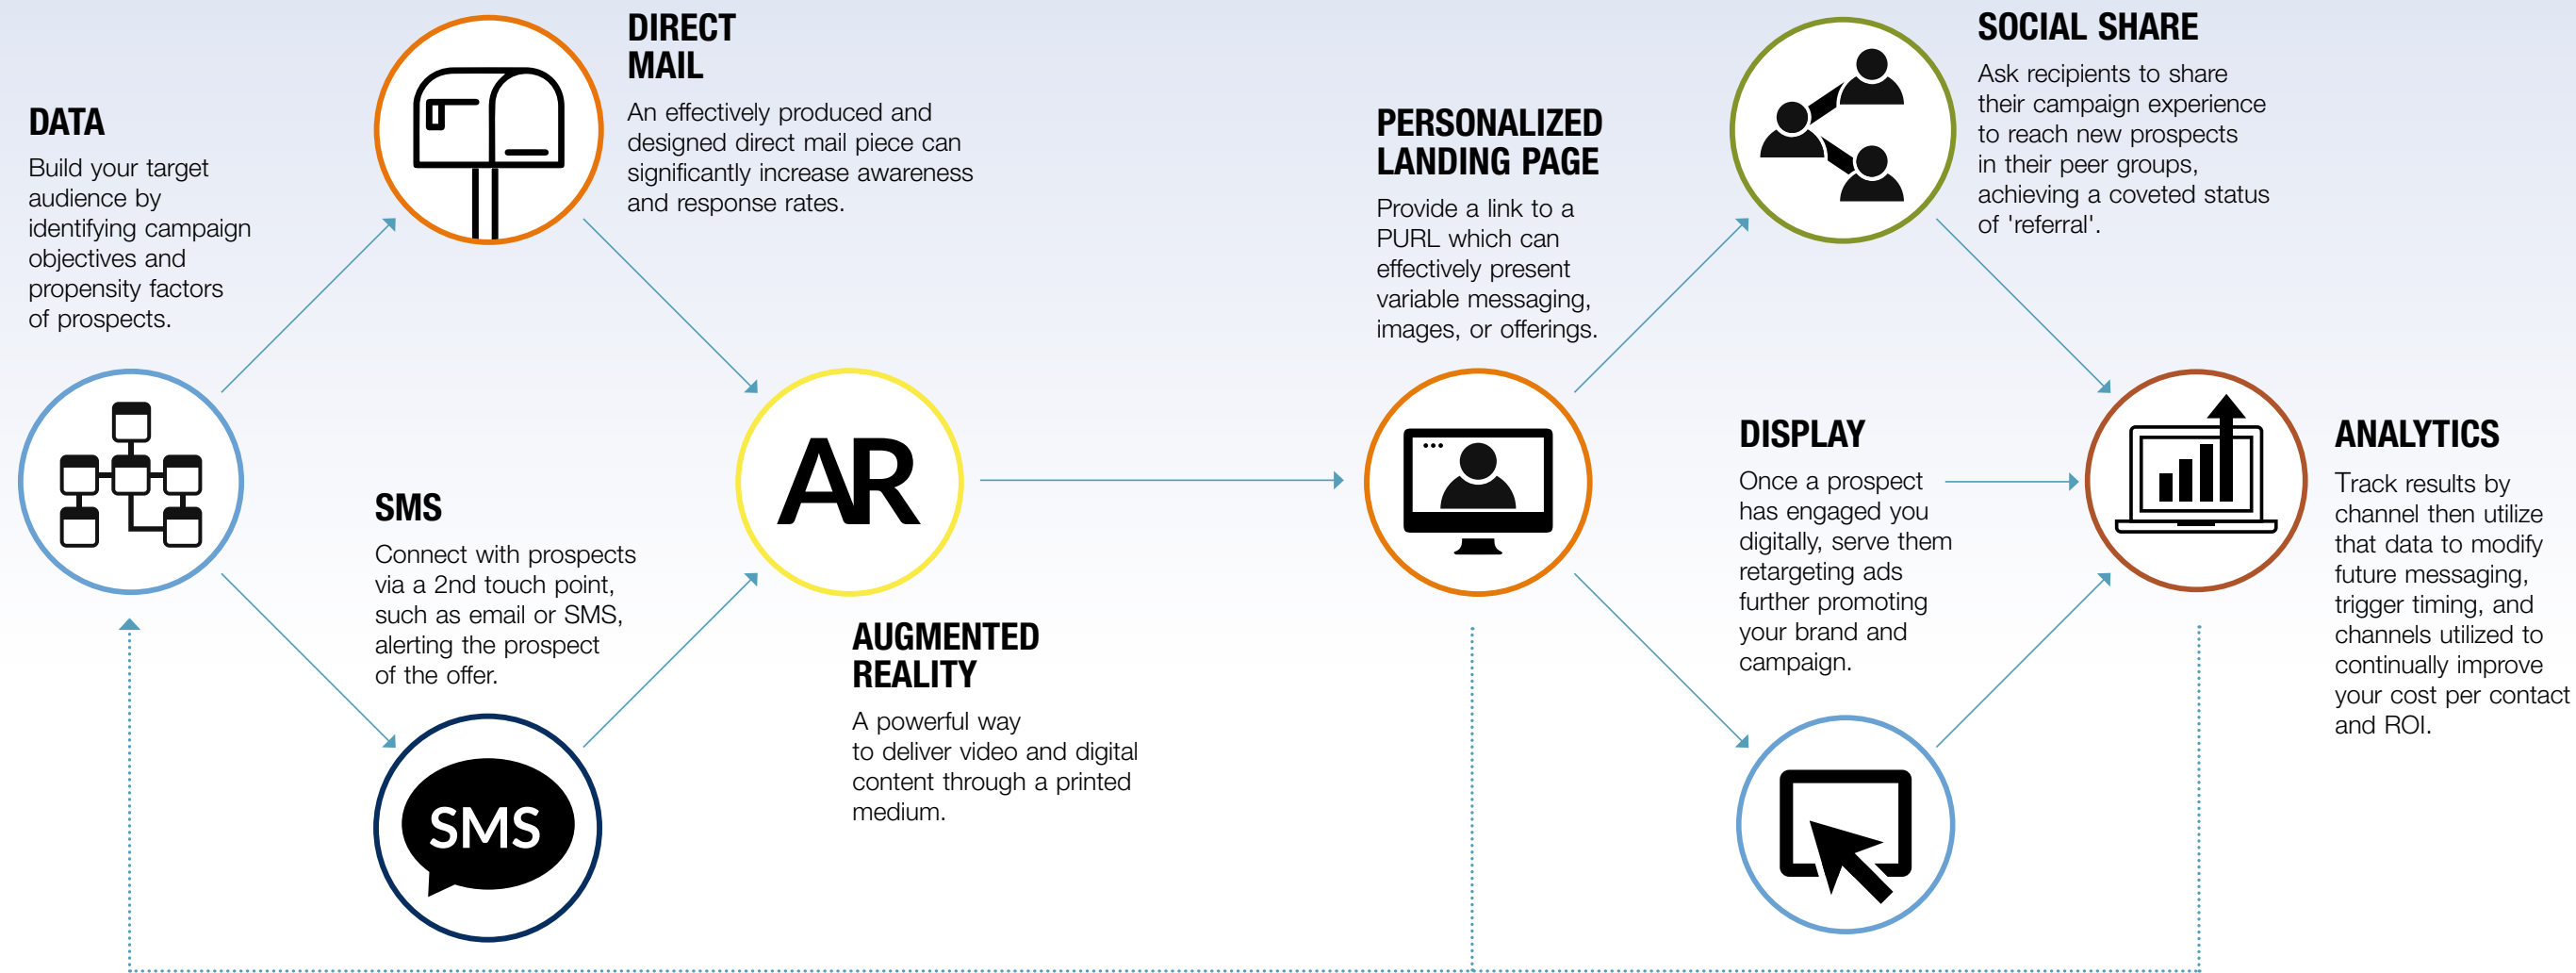 DATA
Build your target
audience by
identifying campaign
objectives and
propensity factors
of prospects.
DIRECT
MAIL
An effectively produced and
designed direct mail piece can
significantly increase awareness
and response rates.
SMS
Connect with prospects
via a 2nd touch point,
such as email or SMS,
alerting the prospect
of the offer.
SMS
AR
AUGMENTED
REALITY
A powerful way
to deliver video and digital
content through a printed
medium.
PERSONALIZED
LANDING PAGE
Provide a link to a
PURL which can
effectively present
variable messaging,
images, or offerings.
SOCIAL SHARE
Ask recipients to share
their campaign experience
to reach new prospects
in their peer groups,
achieving a coveted status
of 'referral'.
DISPLAY
Once a prospect
has engaged you
digitally, serve them
retargeting ads
further promoting
your brand and
campaign.
ANALYTICS
Track results by
channel then utilize
that data to modify
future messaging,
trigger timing, and
channels utilized to
continually improve
your cost per contact
and ROI.